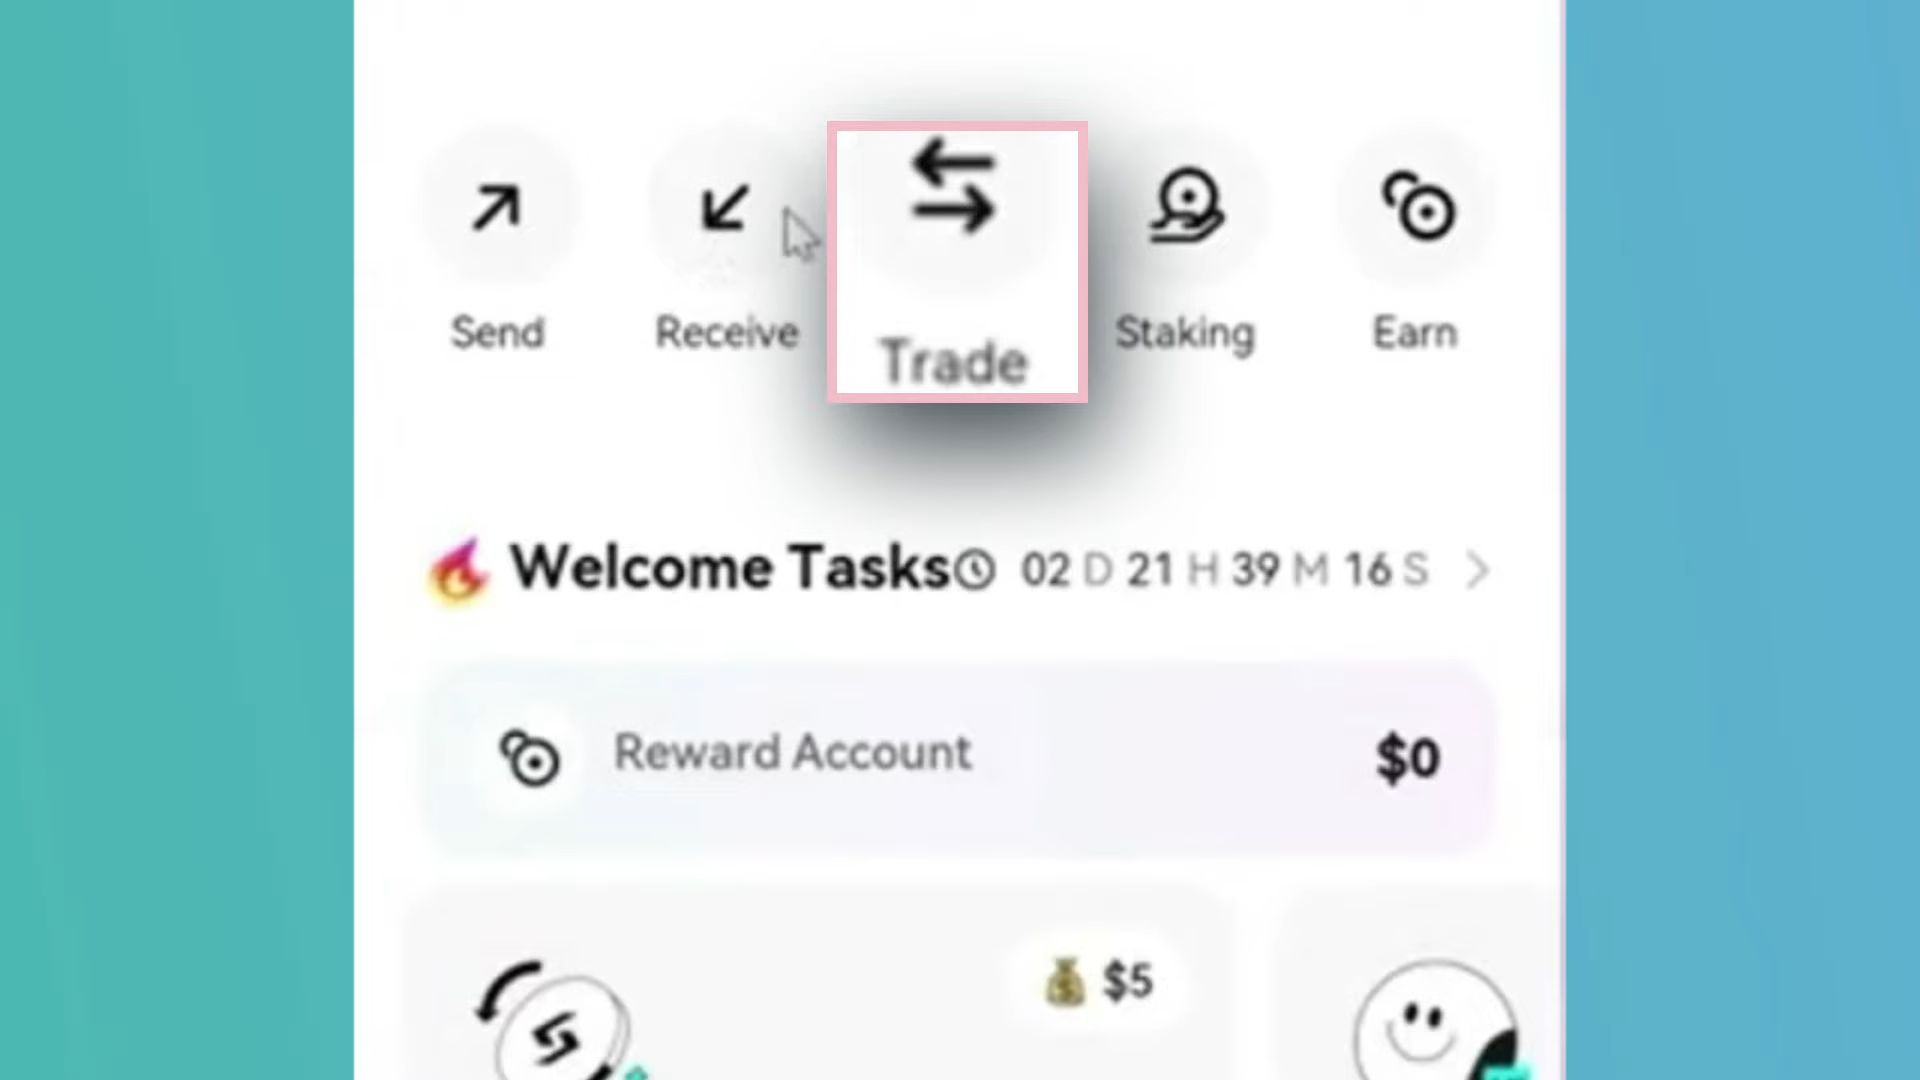 Send Receive Trade Staking Earn
Welcome Tasks 02 D 21 H 39 M 16 S
Reward Account $0
$5